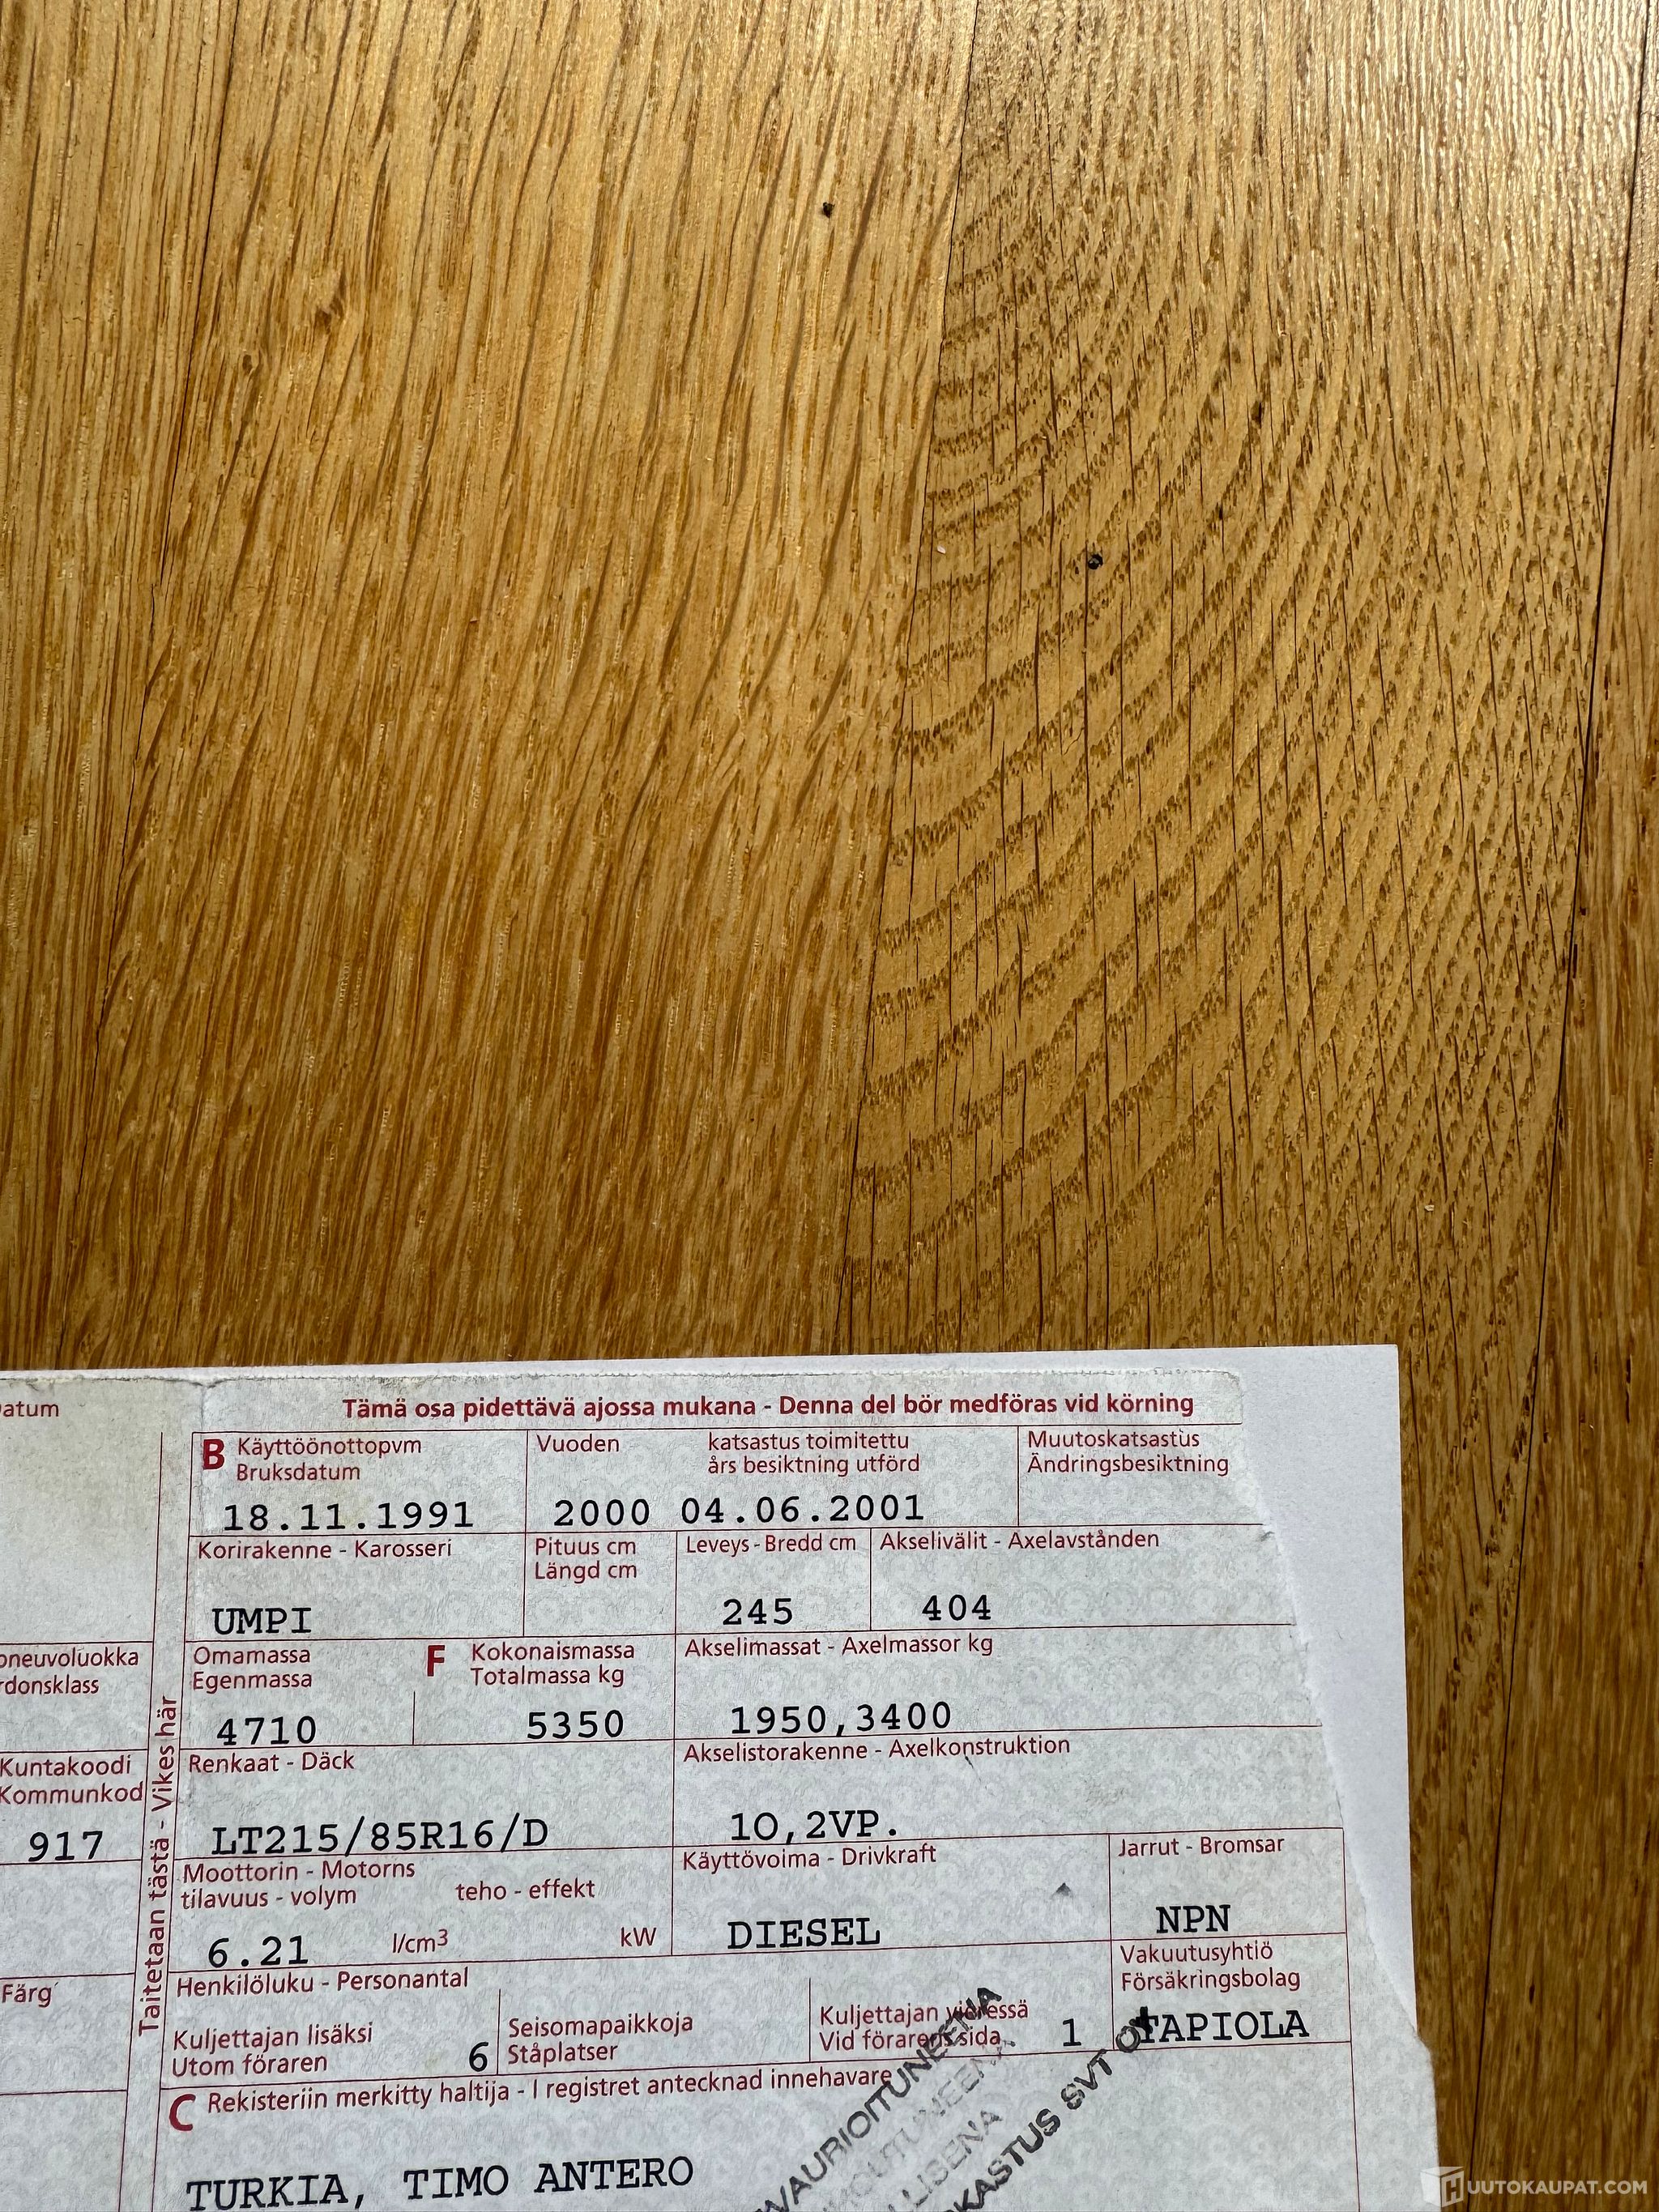 Tämä osa pidettävä ajossa mukana - Denna del bör medföras vid körning
B Käyttöönottopvm
Bruksdatum
18.11.1991
Vuoden katsastus toimitettu
års besiktning utförd
2000 04.06.2001
Muutoskatsastus
Ändringsbesiktning
Korirakenne - Karosseri
UMPI
Pituus cm
Längd cm
Leveys - Bredd cm
245
Akselivälit - Axelavstånden
404
Omamassa
Egenmassa
4710
F Kokonaismassa
Totalmassa kg
5350
Akselimassat - Axelmassor kg
1950,3400
Kuntakoodi
Kommunkod
917
Färg
Taitetaan tästä - Vikes här
Renkaat - Däck
LT215/85R16/D
Akselistorakenne - Axelkonstruktion
1O,2VP.
Moottorin - Motorns
tilavuus - volym teho - effekt
6.21 l/cm³ kW
Käyttövoima - Drivkraft
DIESEL
Jarrut - Bromsar
NPN
Henkilöluku - Personantal
Kuljettajan lisäksi
Utom föraren 6
Seisomapaikkoja
Ståplatser
Kuljettajan vieressä
Vid förarens sida 1
Vakuutusyhtiö
Försäkringsbolag
TAPIOLA
C Rekisteriin merkitty haltija - I registret antecknad innehavare
TURKIA, TIMO ANTERO
VAURIOITUNEENA
SVT OY
HUUTOKAUPAT.COM